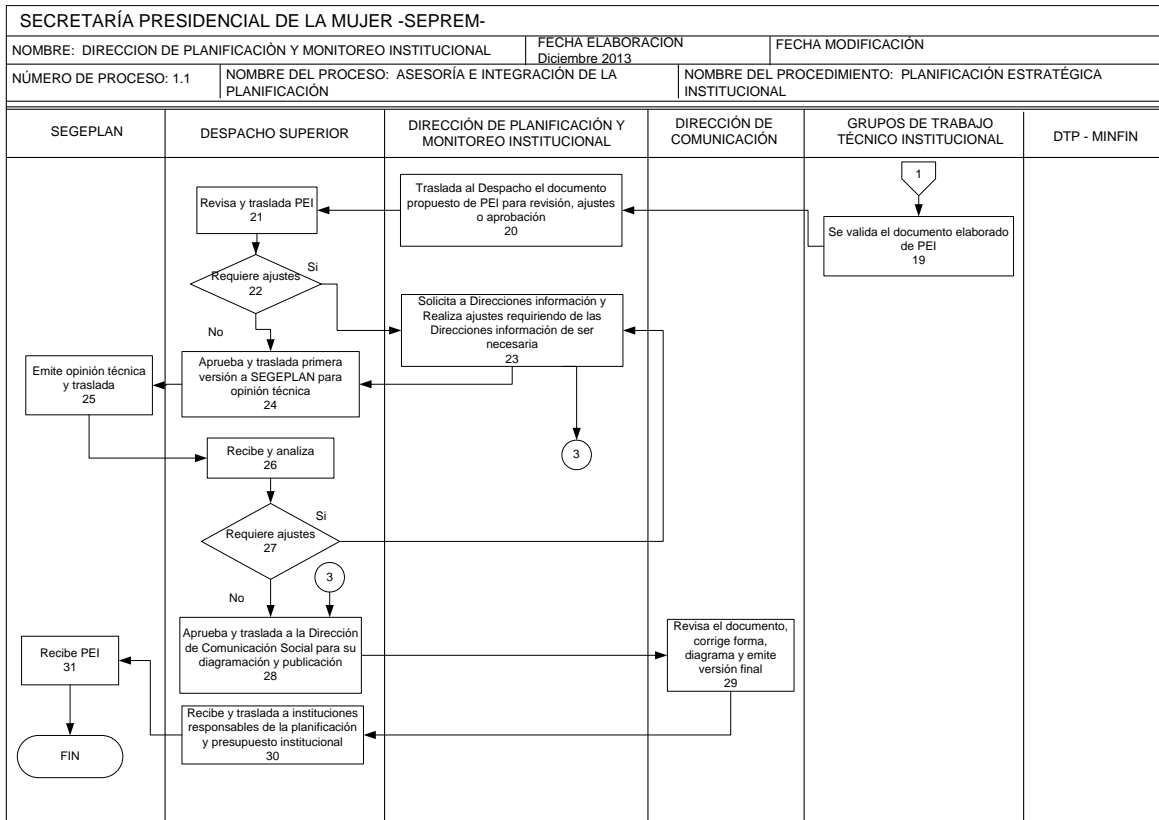 SECRETARÍA PRESIDENCIAL DE LA MUJER -SEPREM-
NOMBRE: DIRECCION DE PLANIFICACIÒN Y MONITOREO INSTITUCIONAL
FECHA ELABORACION
Diciembre 2013
FECHA MODIFICACIÓN
NÚMERO DE PROCESO: 1.1
NOMBRE DEL PROCESO: ASESORÍA E INTEGRACIÓN DE LA
PLANIFICACIÓN
NOMBRE DEL PROCEDIMIENTO: PLANIFICACIÓN ESTRATÉGICA
INSTITUCIONAL
SEGEPLAN
DESPACHO SUPERIOR
DIRECCIÓN DE PLANIFICACIÓN Y
MONITOREO INSTITUCIONAL
DIRECCIÓN DE
COMUNICACIÓN
GRUPOS DE TRABAJO
TÉCNICO INSTITUCIONAL
DTP - MINFIN
1
Se valida el documento elaborado
de PEI
19
Traslada al Despacho el documento
propuesto de PEI para revisión, ajustes
o aprobación
20
Revisa y traslada PEI
21
Requiere ajustes
22
Si
No
Solicita a Direcciones información y
Realiza ajustes requiriendo de las
Direcciones información de ser
necesaria
23
Aprueba y traslada primera
versión a SEGEPLAN para
opinión técnica
24
Emite opinión técnica
y traslada
25
3
Recibe y analiza
26
Requiere ajustes
27
Si
No
3
Aprueba y traslada a la Dirección
de Comunicación Social para su
diagramación y publicación
28
Revisa el documento,
corrige forma,
diagrama y emite
versión final
29
Recibe y traslada a instituciones
responsables de la planificación
y presupuesto institucional
30
Recibe PEI
31
FIN